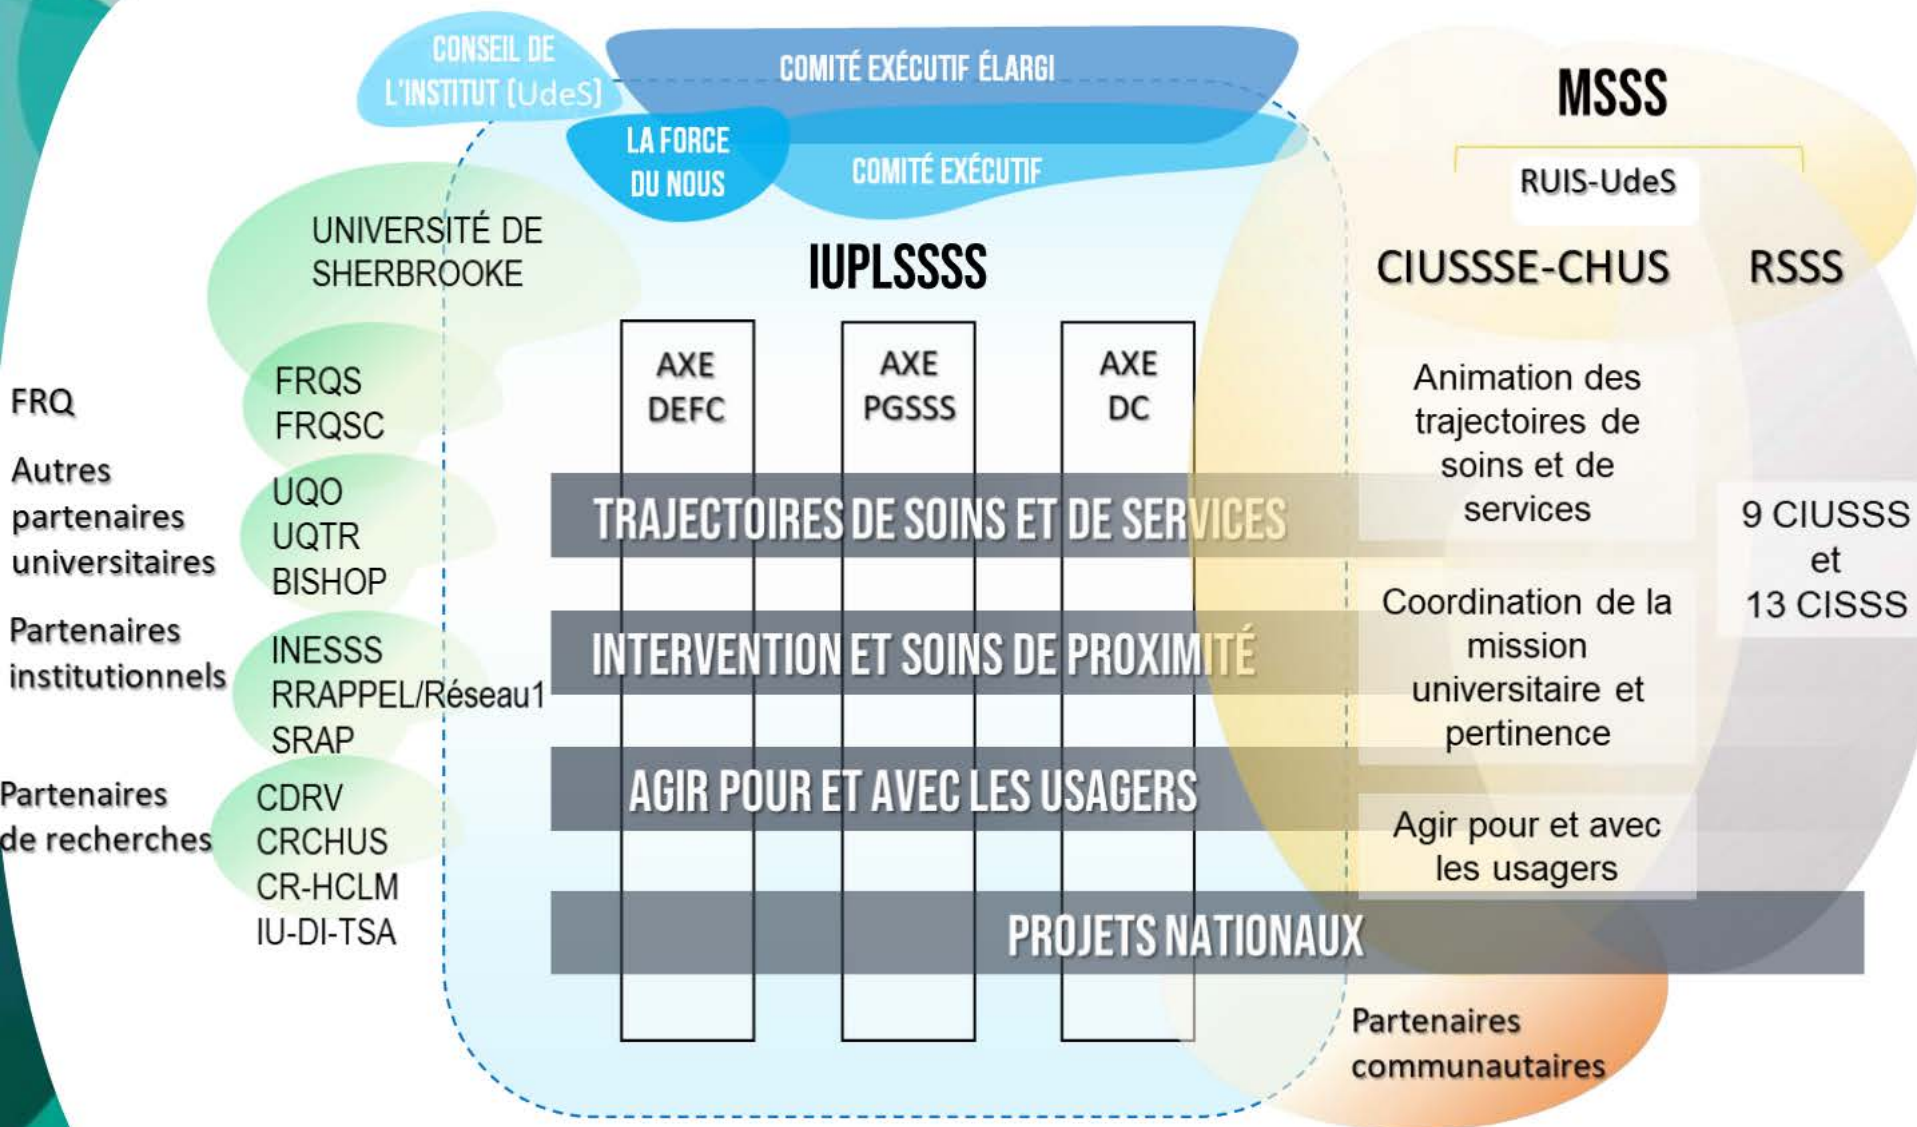 CONSEIL DE
L'INSTITUT [UdeS]
COMITÉ EXÉCUTIF ÉLARGI
LA FORCE
DU NOUS
COMITÉ EXÉCUTIF
MSSS
RUIS-UdeS
UNIVERSITÉ DE
SHERBROOKE
IUPLSSSS
CIUSSSE-CHUS
RSSS
FRQ
FRQS
FRQSC
Autres
partenaires
universitaires
UQO
UQTR
BISHOP
Partenaires
institutionnels
INESSS
RRAPPEL/Réseau1
SRAP
Partenaires
de recherches
CDRV
CRCHUS
CR-HCLM
IU-DI-TSA
AXE
DEFC
AXE
PGSSS
AXE
DC
TRAJECTOIRES DE SOINS ET DE SERVICES
INTERVENTION ET SOINS DE PROXIMITÉ
AGIR POUR ET AVEC LES USAGERS
PROJETS NATIONAUX
Animation des
trajectoires de
soins et de
services
Coordination de la
mission
universitaire et
pertinence
Agir pour et avec
les usagers
9 CIUSSS
et
13 CISSS
Partenaires
communautaires